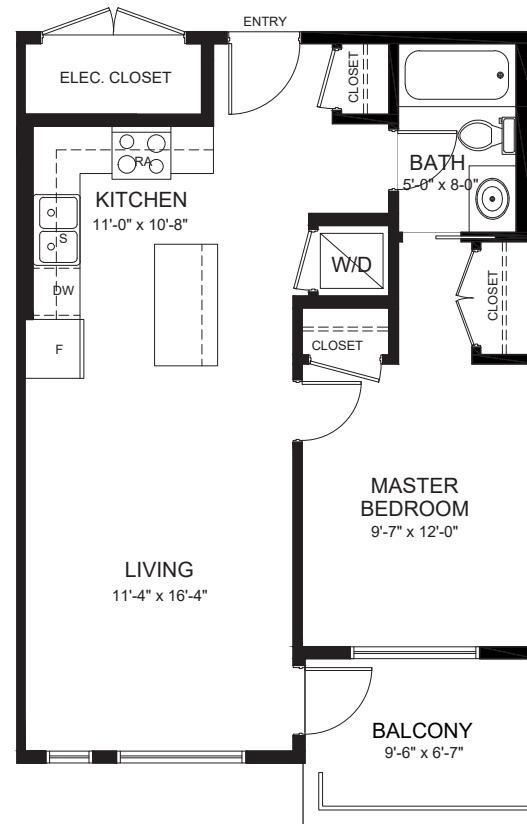 ENTRY
ELEC. CLOSET
CLOSET
RA
KITCHEN
11'-0" x 10'-8"
BATH
5'-0" x 8'-0"
S
W/D
DW
CLOSET
F
CLOSET
MASTER
BEDROOM
9'-7" x 12'-0"
LIVING
11'-4" x 16'-4"
BALCONY
9'-6" x 6'-7"